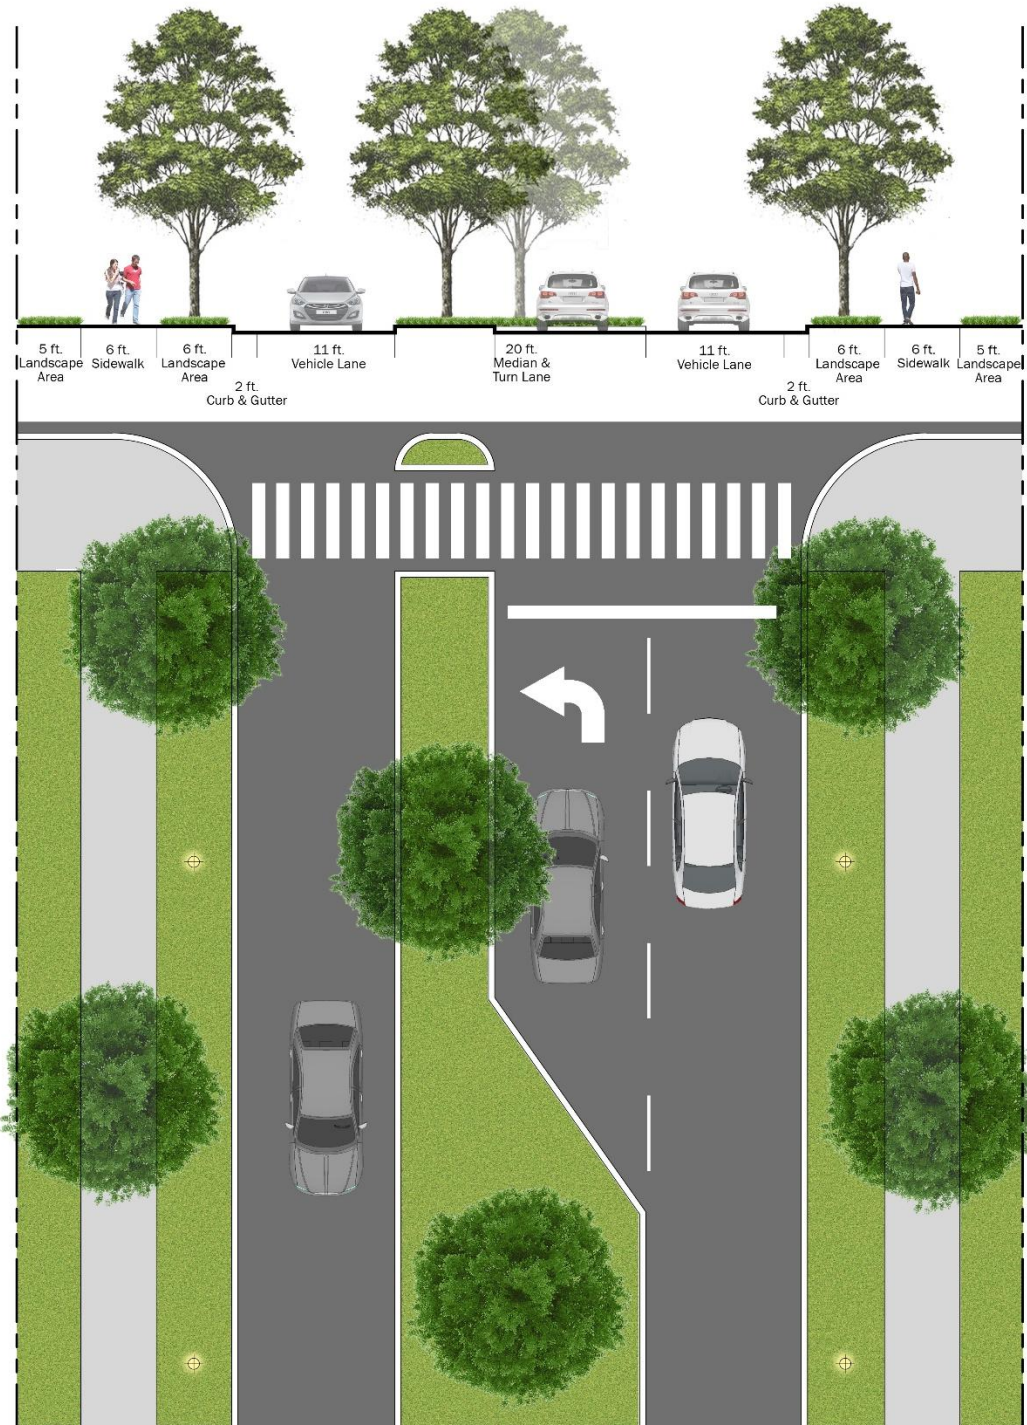 5 ft.
Landscape
Area
6 ft.
Sidewalk
6 ft.
Landscape
Area
2 ft.
Curb & Gutter
11 ft.
Vehicle Lane
20 ft.
Median &
Turn Lane
11 ft.
Vehicle Lane
2 ft.
Curb & Gutter
6 ft.
Landscape
Area
6 ft.
Sidewalk
5 ft.
Landscape
Area